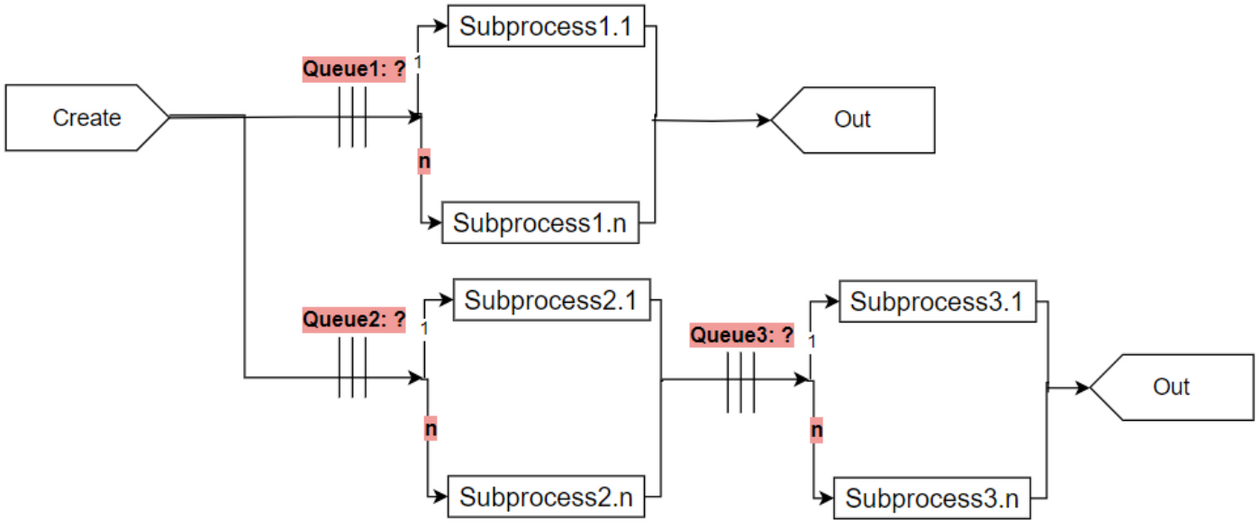 Subprocess1.1
Queue1: ?
1
Create
Out
n
Subprocess1.n
Subprocess2.1
Subprocess3.1
Queue2: ?
1
Queue3: ?
1
Out
n
n
Subprocess2.n
Subprocess3.n